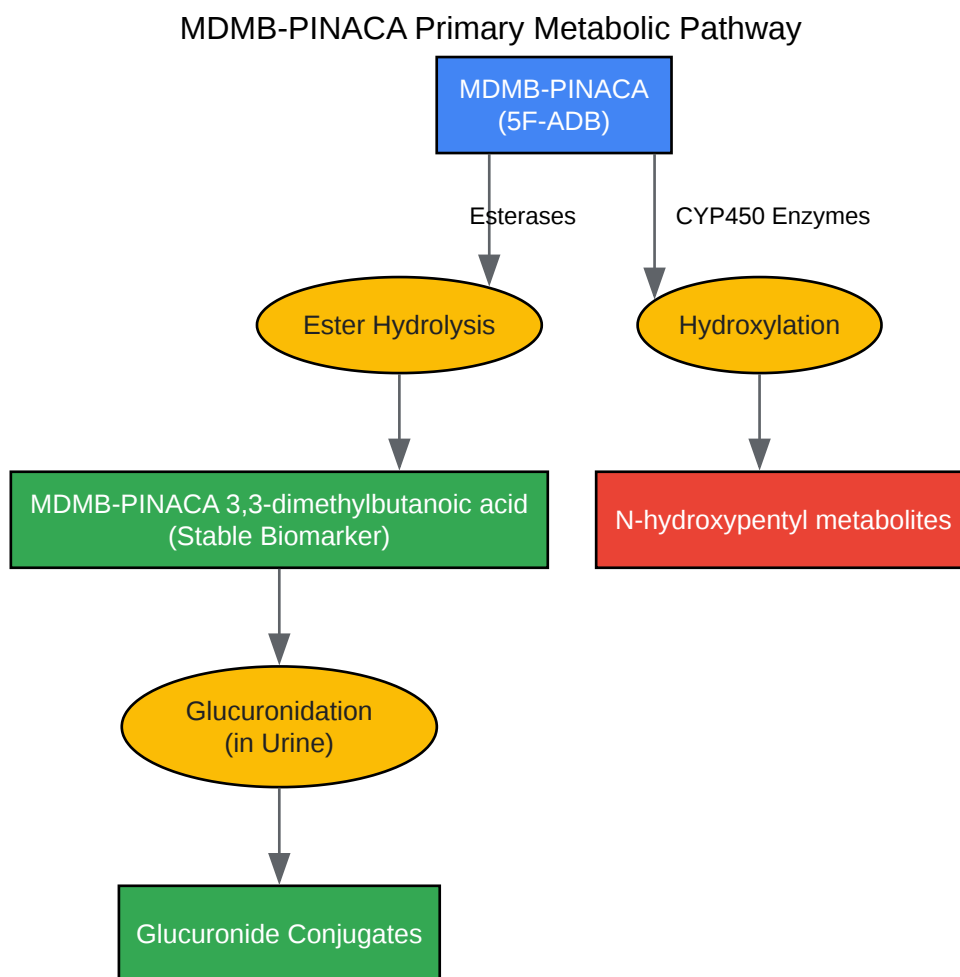 MDMB-PINACA Primary Metabolic Pathway
MDMB-PINACA
(5F-ADB)
Esterases
CYP450 Enzymes
Ester Hydrolysis
Hydroxylation
MDMB-PINACA 3,3-dimethylbutanoic acid
(Stable Biomarker)
N-hydroxypentyl metabolites
Glucuronidation
(in Urine)
Glucuronide Conjugates